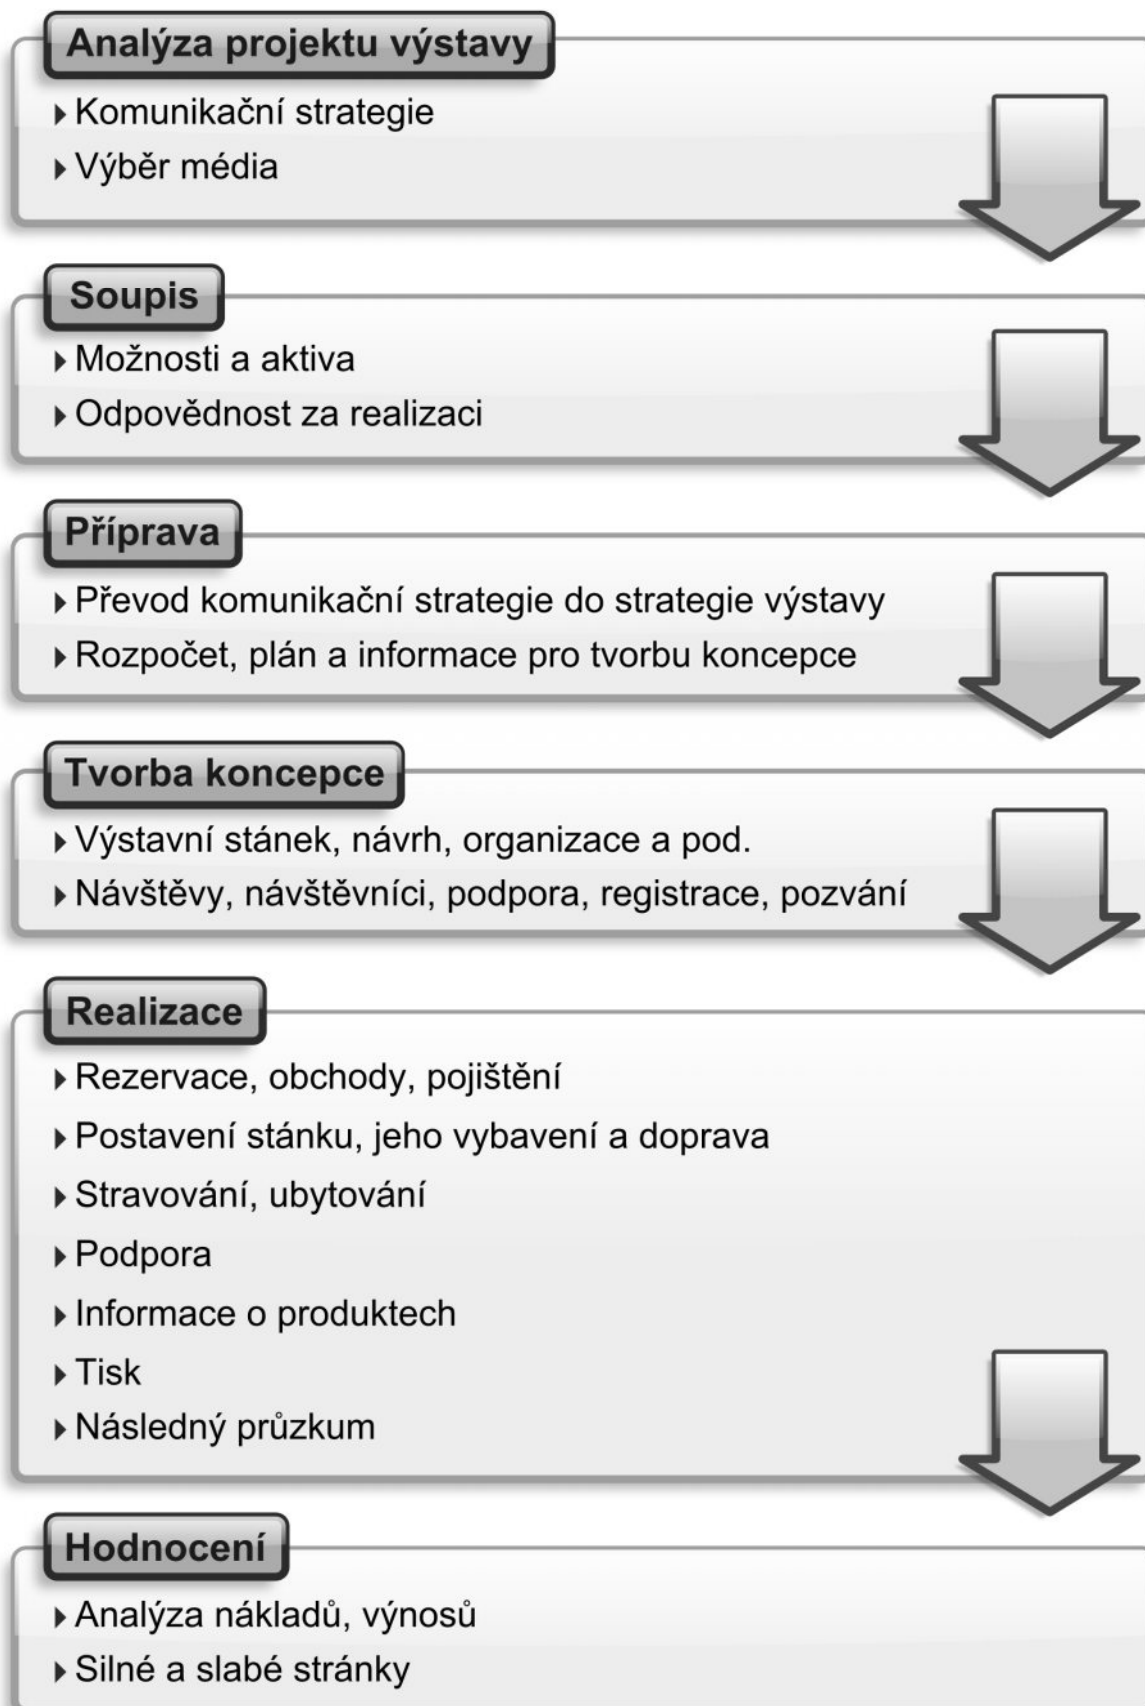 Analýza projektu výstavy
Komunikační strategie
Výběr média
Soupis
Možnosti a aktiva
Odpovědnost za realizaci
Příprava
Převod komunikační strategie do strategie výstavy
Rozpočet, plán a informace pro tvorbu koncepce
Tvorba koncepce
Výstavní stánek, návrh, organizace a pod.
Návštěvy, návštěvníci, podpora, registrace, pozvání
Realizace
Rezervace, obchody, pojištění
Postavení stánku, jeho vybavení a doprava
Stravování, ubytování
Podpora
Informace o produktech
Tisk
Následný průzkum
Hodnocení
Analýza nákladů, výnosů
Silné a slabé stránky